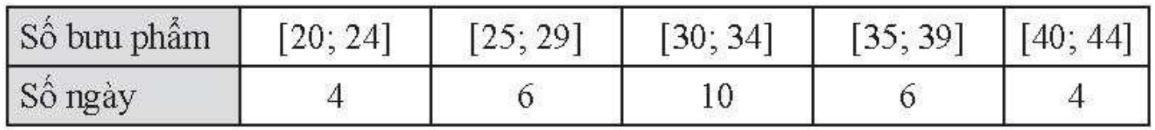 Số bưu phẩm [20; 24] [25; 29] [30; 34] [35; 39] [40; 44]
Số ngày 4 6 10 6 4